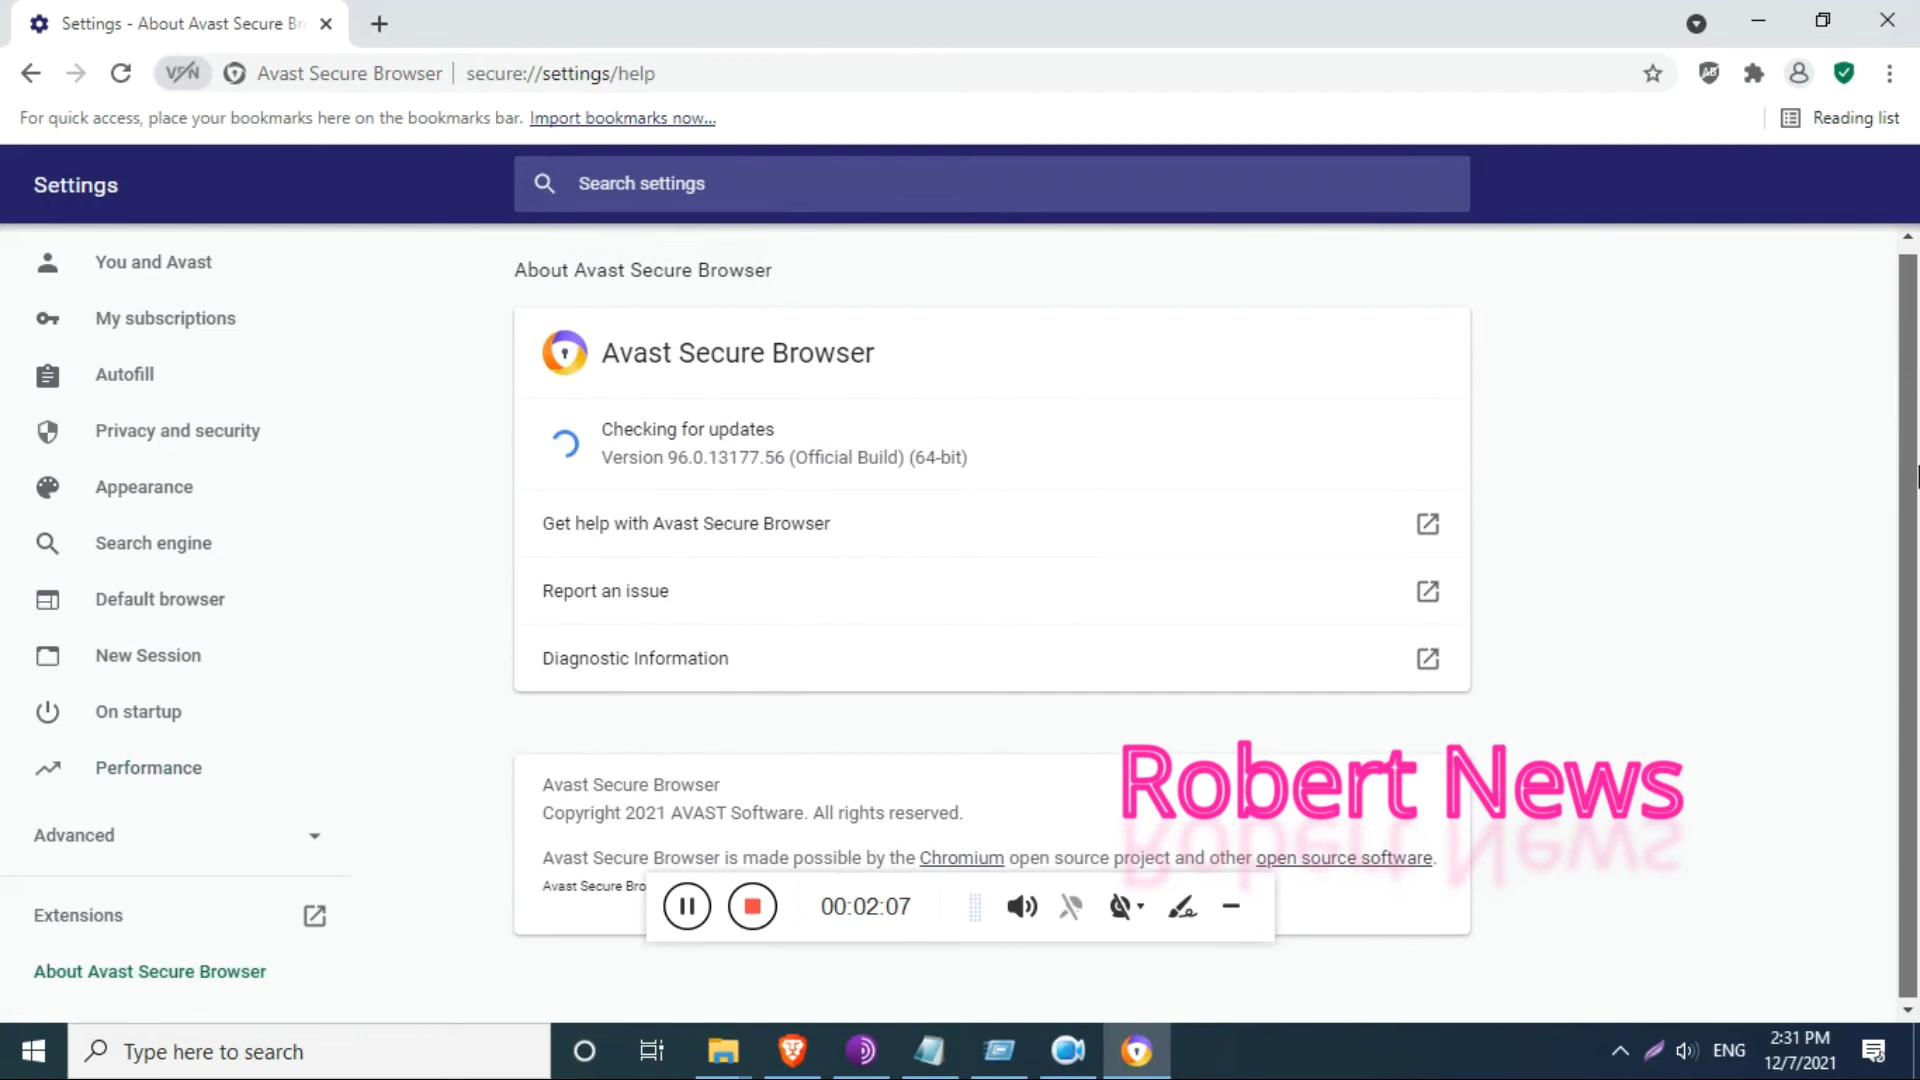 Settings - About Avast Secure Br
VPN
Avast Secure Browser | secure://settings/help
For quick access, place your bookmarks here on the bookmarks bar. Import bookmarks now...
Reading list
Settings
Search settings
You and Avast
My subscriptions
Autofill
Privacy and security
Appearance
Search engine
Default browser
New Session
On startup
Performance
Advanced
Extensions
About Avast Secure Browser
About Avast Secure Browser
Avast Secure Browser
Checking for updates
Version 96.0.13177.56 (Official Build) (64-bit)
Get help with Avast Secure Browser
Report an issue
Diagnostic Information
Avast Secure Browser
Copyright 2021 AVAST Software. All rights reserved.
Avast Secure Browser is made possible by the Chromium open source project and other open source software.
Avast Secure Bro
Robert News
00:02:07
Type here to search
ENG
2:31 PM
12/7/2021